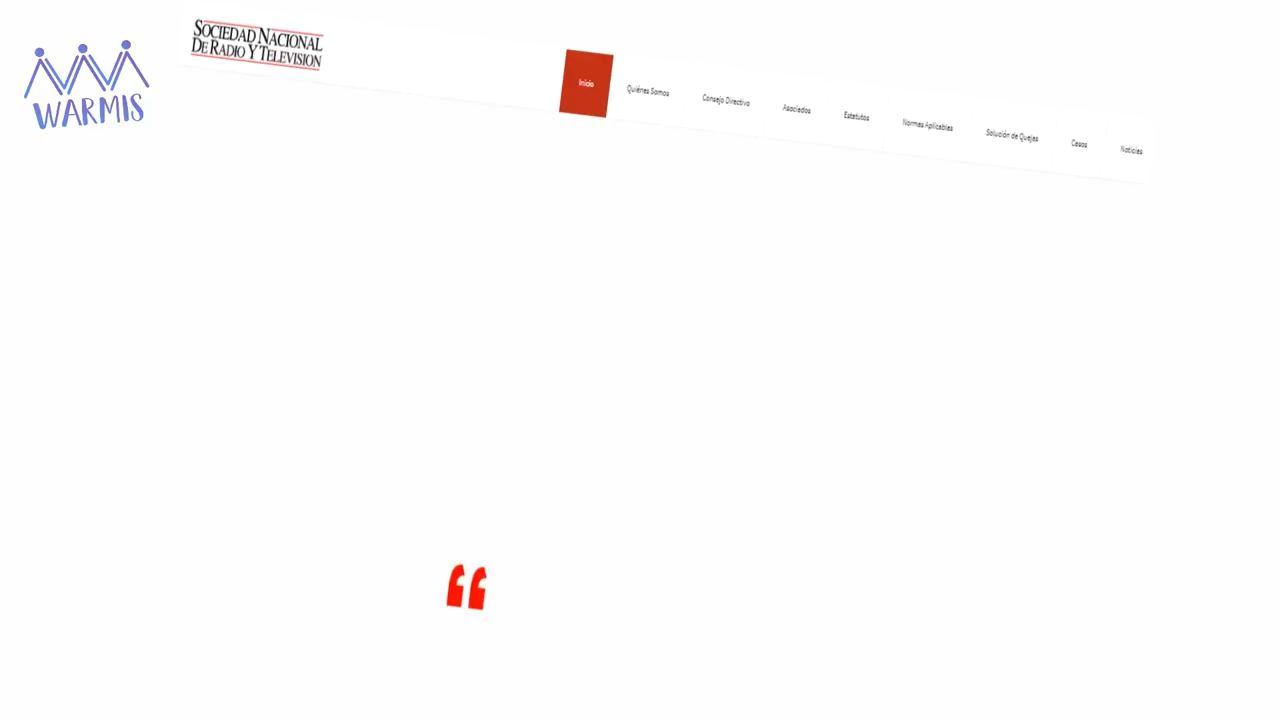 SOCIEDAD NACIONAL
DE RADIO Y TELEVISION
WARMIS
Inicio
Quiénes Somos
Consejo Directivo
Asociados
Estatutos
Normas Aplicables
Solución de Quejas
Casos
Noticias
“